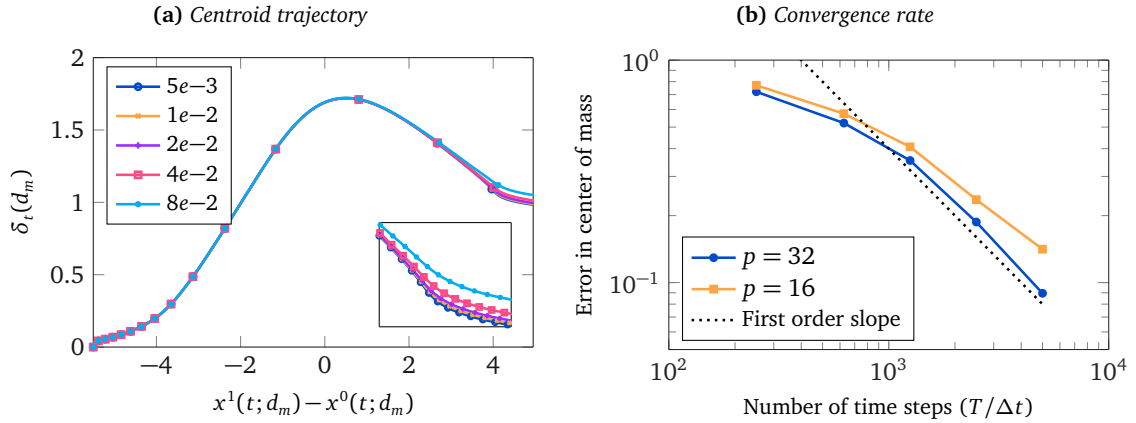 (a) Centroid trajectory
2
1.5
1
0.5
0
δt(dm)
5e−3
1e−2
2e−2
4e−2
8e−2
−4 −2 0 2 4
x¹(t; dm) − x⁰(t; dm)
(b) Convergence rate
10⁰
10⁻¹
Error in center of mass
p = 32
p = 16
First order slope
10² 10³ 10⁴
Number of time steps (T/Δt)